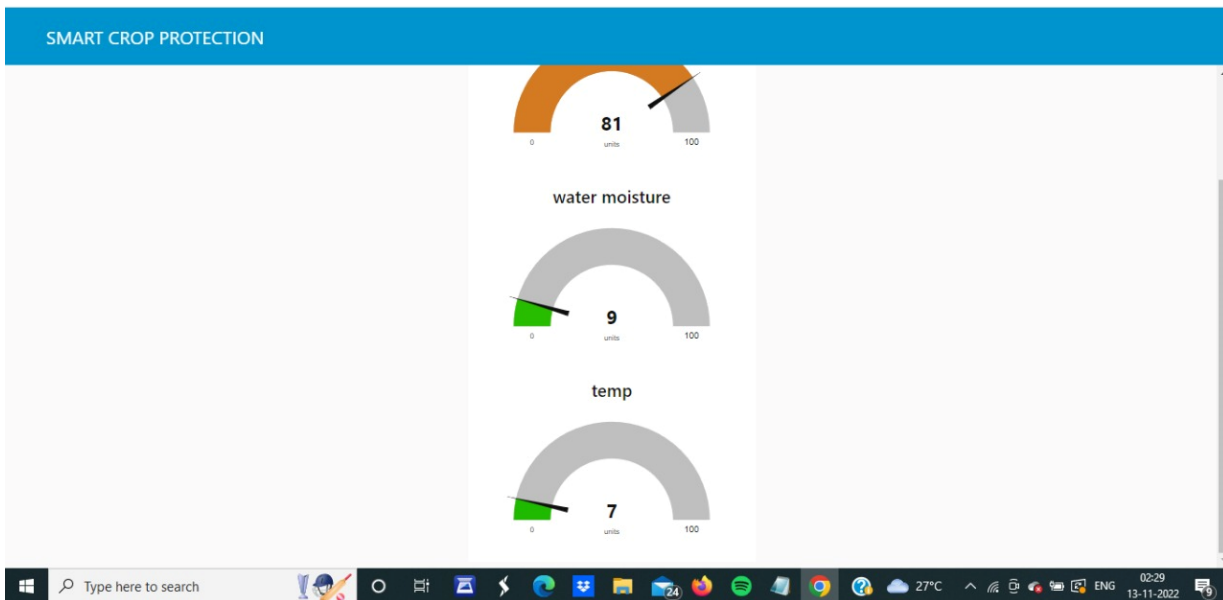 SMART CROP PROTECTION
81
0 units 100
water moisture
9
0 units 100
temp
7
0 units 100
Type here to search 24 27°C ENG 02:29
13-11-2022 9